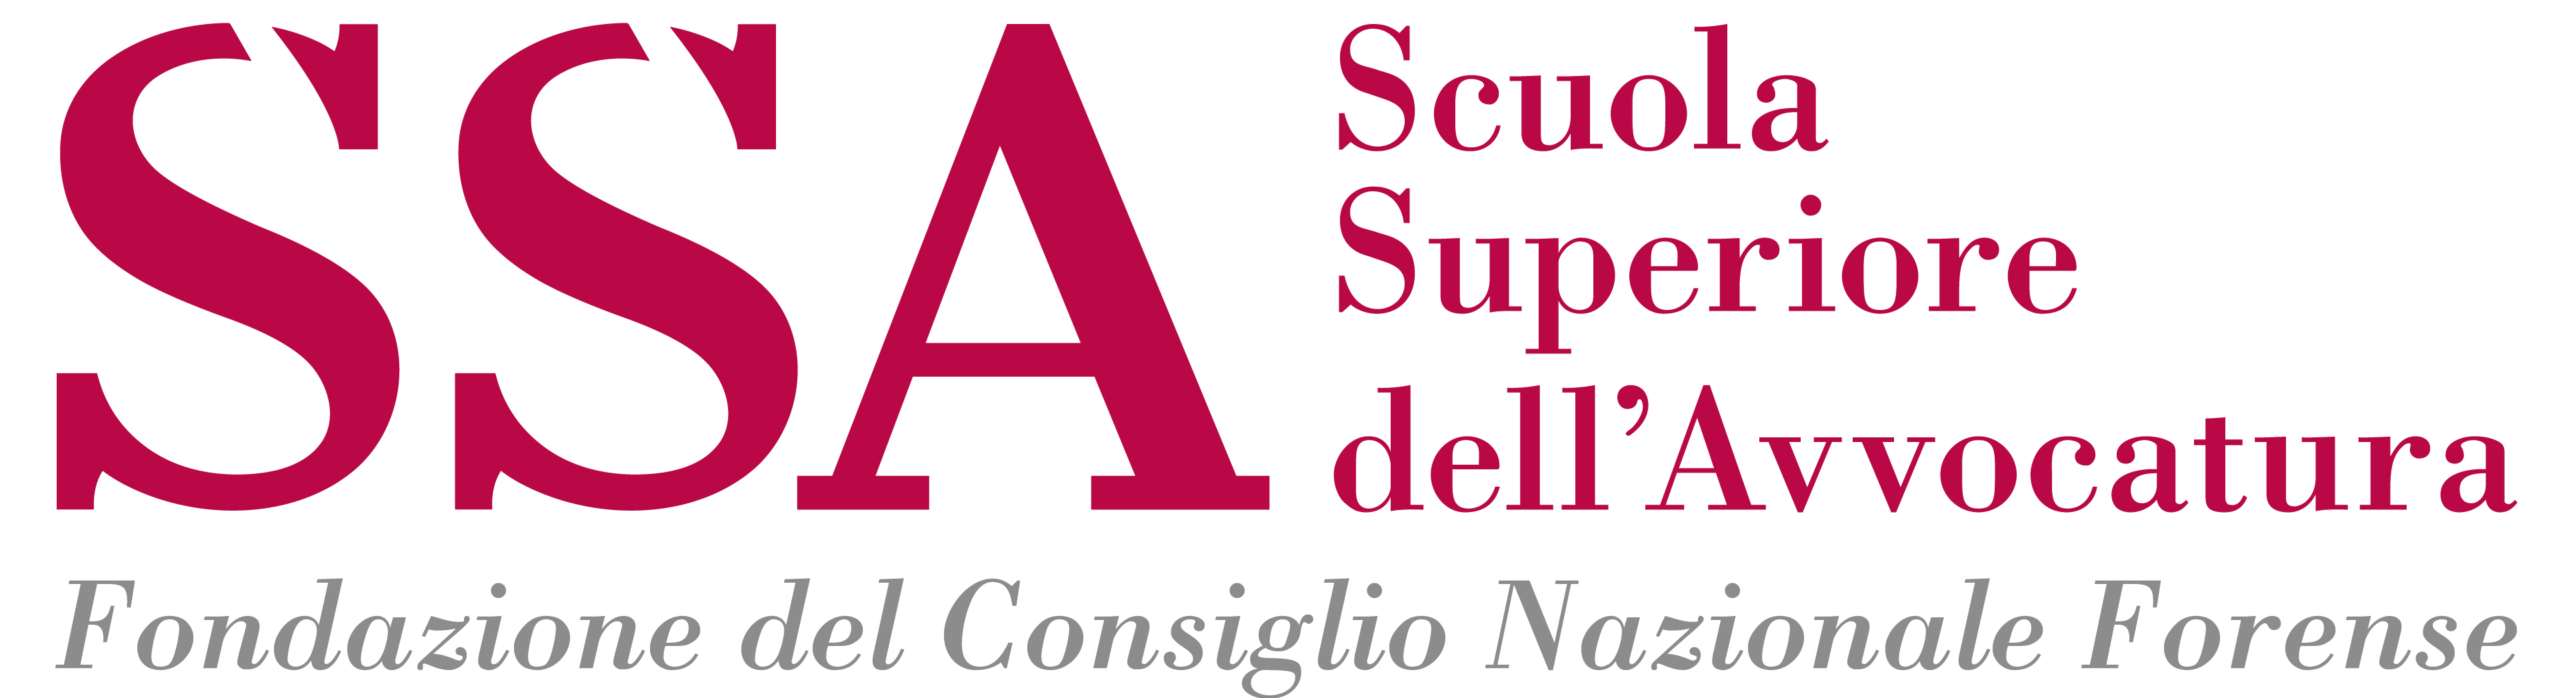 SSA
Scuola
Superiore
dell’Avvocatura
Fondazione del Consiglio Nazionale Forense